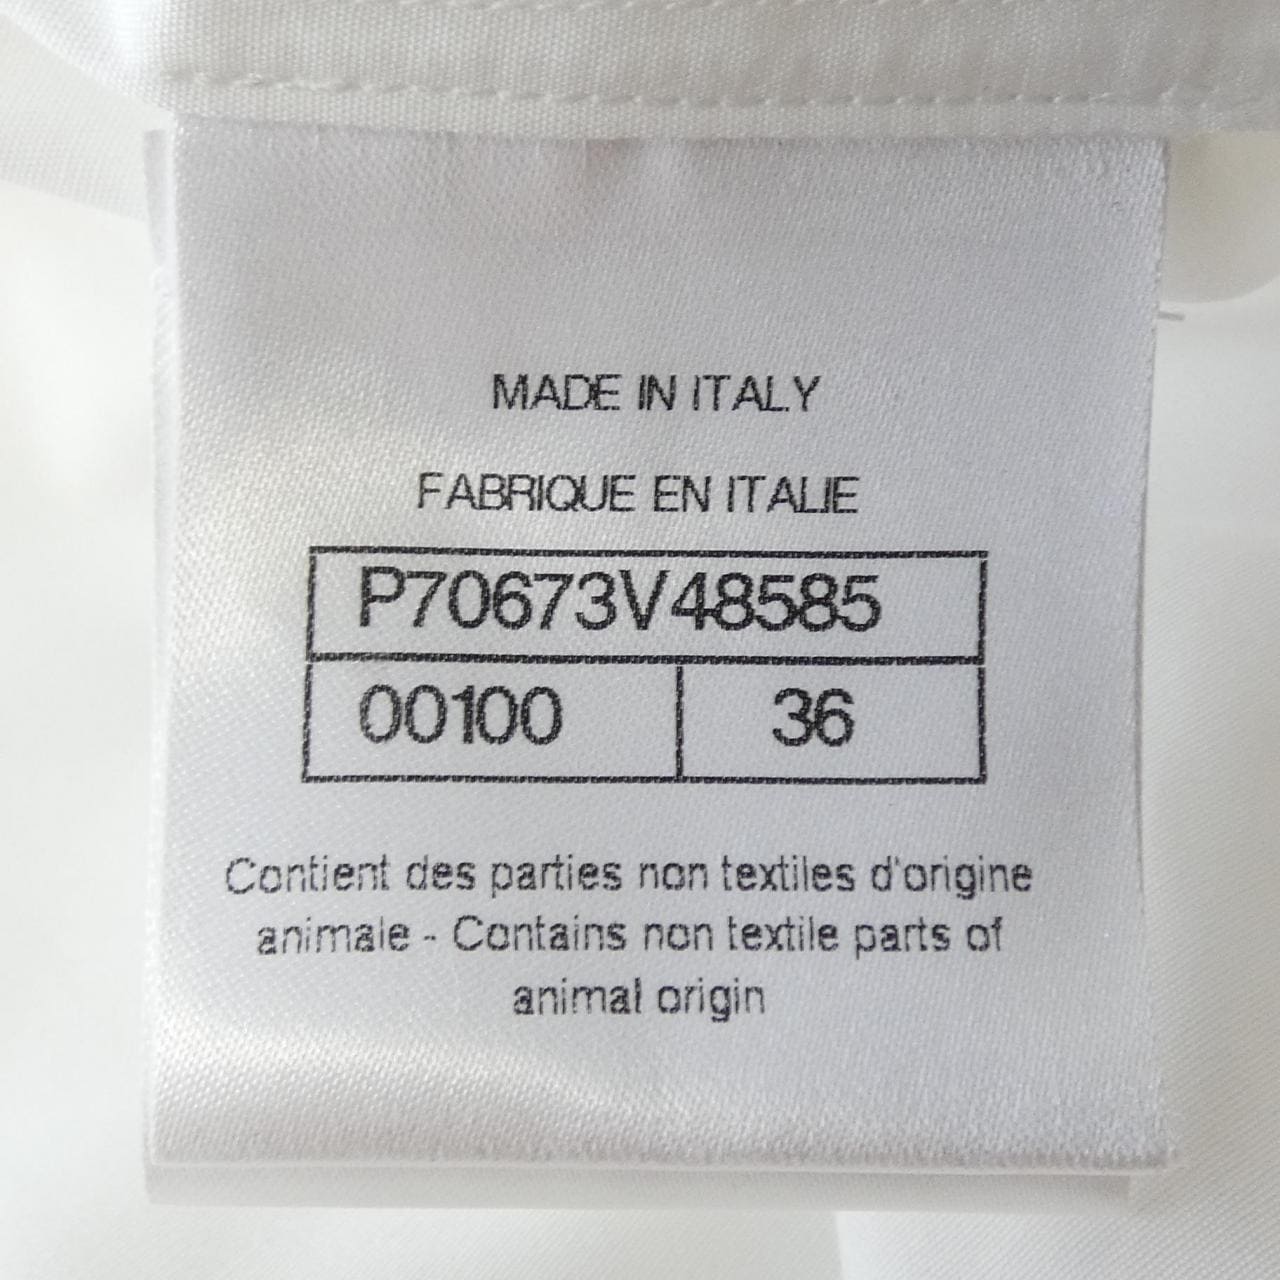 MADE IN ITALY
FABRIQUE EN ITALIE
P70673V48585
00100 36
Contient des parties non textiles d'origine
animale - Contains non textile parts of
animal origin